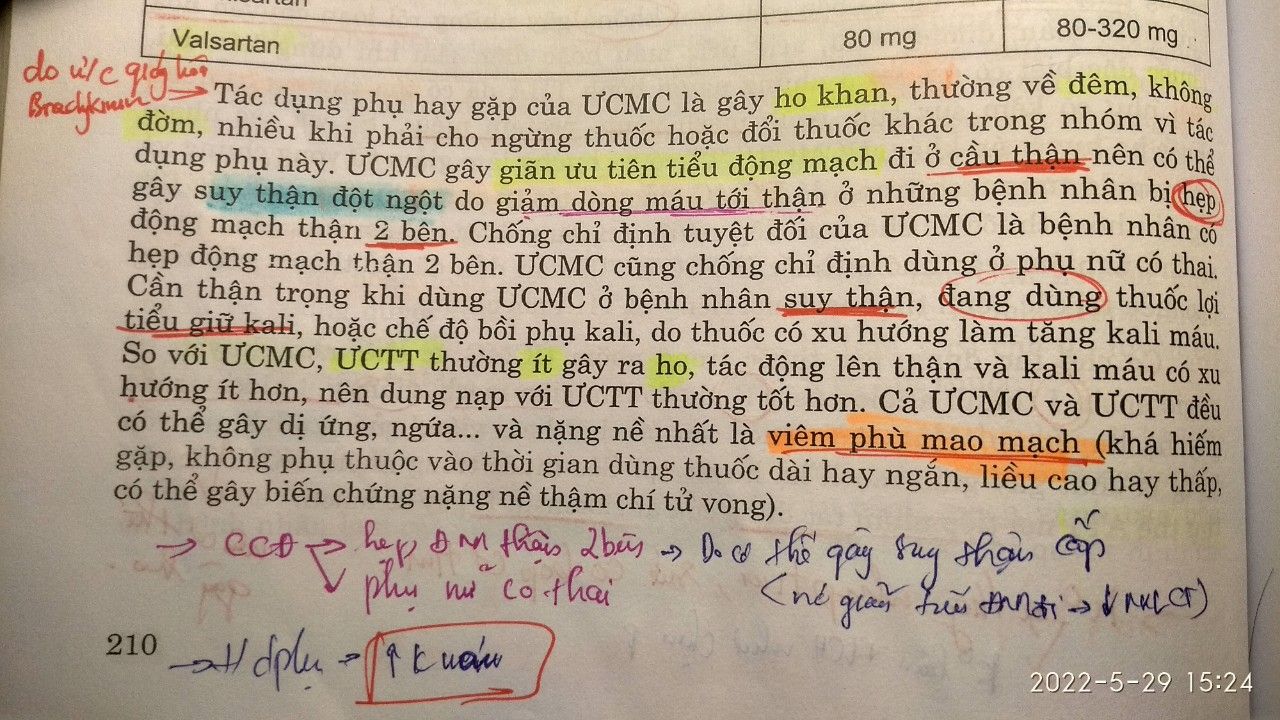 Valsartan 80 mg 80-320 mg
do ư/c giáng hóa
Bradykinin →
Tác dụng phụ hay gặp của ƯCMC là gây ho khan, thường về đêm, không
đờm, nhiều khi phải cho ngừng thuốc hoặc đổi thuốc khác trong nhóm vì tác
dụng phụ này. ƯCMC gây giãn ưu tiên tiểu động mạch đi ở cầu thận nên có thể
gây suy thận đột ngột do giảm dòng máu tới thận ở những bệnh nhân bị hẹp
động mạch thận 2 bên. Chống chỉ định tuyệt đối của ƯCMC là bệnh nhân có
hẹp động mạch thận 2 bên. ƯCMC cũng chống chỉ định dùng ở phụ nữ có thai.
Cần thận trọng khi dùng ƯCMC ở bệnh nhân suy thận, đang dùng thuốc lợi
tiểu giữ kali, hoặc chế độ bồi phụ kali, do thuốc có xu hướng làm tăng kali máu.
So với ƯCMC, ƯCTT thường ít gây ra ho, tác động lên thận và kali máu có xu
hướng ít hơn, nên dung nạp với ƯCTT thường tốt hơn. Cả ƯCMC và ƯCTT đều
có thể gây dị ứng, ngứa... và nặng nề nhất là viêm phù mao mạch (khá hiếm
gặp, không phụ thuộc vào thời gian dùng thuốc dài hay ngắn, liều cao hay thấp,
có thể gây biến chứng nặng nề thậm chí tử vong).
→ CCĐ → hẹp ĐM thận 2 bên → Do có thể gây suy thận cấp
phụ nữ có thai (nó giãn tiểu ĐM đi → ↓ MLCT)
210
→ dphụ → ↑ K máu
2022-5-29 15:24